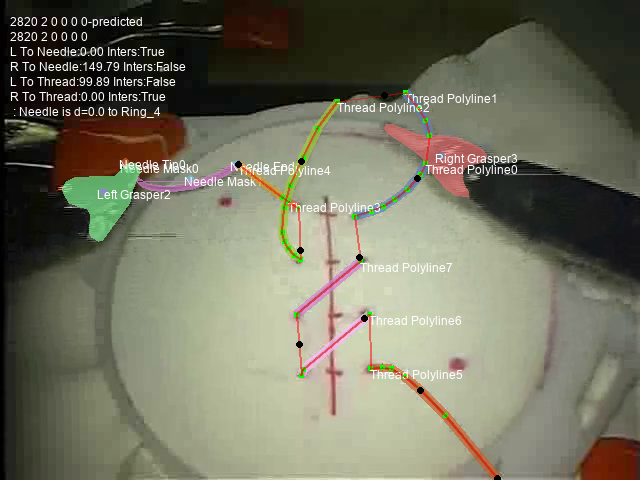 2820 2 0 0 0 0-predicted
2820 2 0 0 0 0
L To Needle:0.00 Inters:True
R To Needle:149.79 Inters:False
L To Thread:99.89 Inters:False
R To Thread:0.00 Inters:True
: Needle is d=0.0 to Ring_4
Thread Polyline1
Thread Polyline2
Right Grasper3
Thread Polyline0
Needle Tip0
Needle Mask0
Needle End
Thread Polyline4
Needle Mask
Left Grasper2
Thread Polyline3
Thread Polyline7
Thread Polyline6
Thread Polyline5